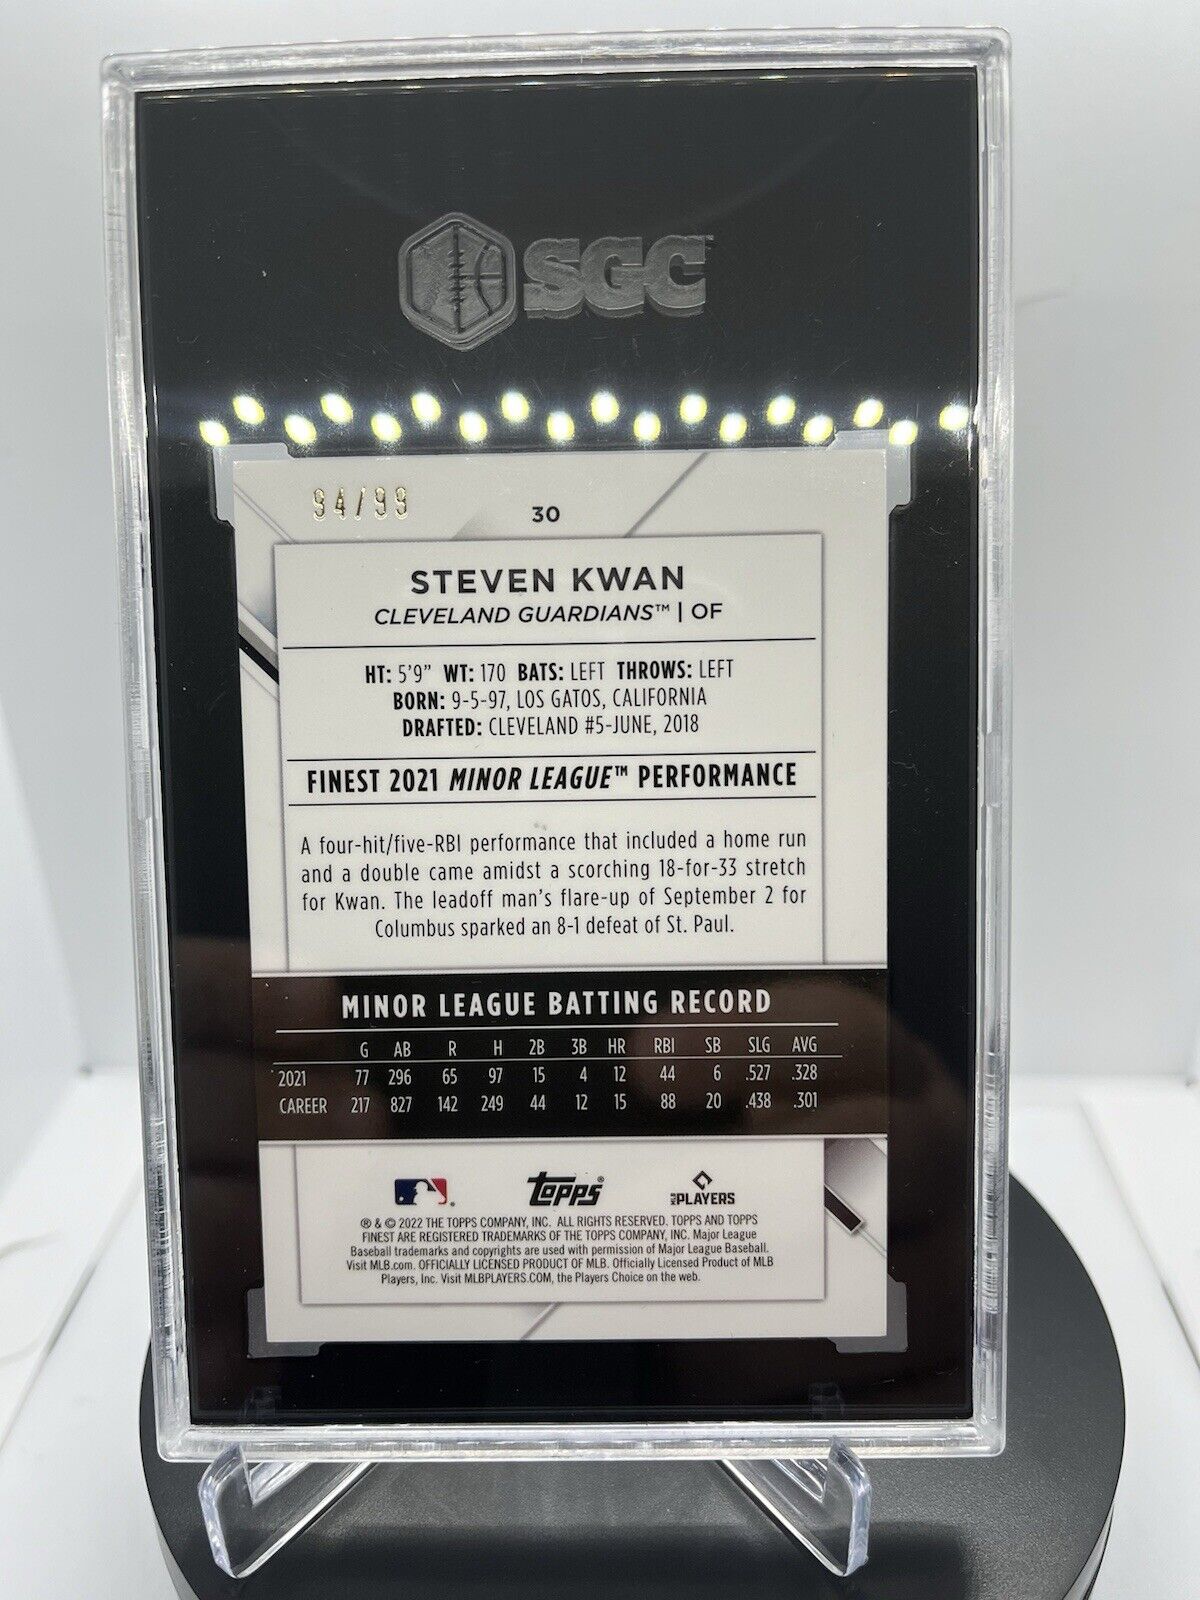 SGC
94/99
30
STEVEN KWAN
CLEVELAND GUARDIANS™ | OF
HT: 5'9" WT: 170 BATS: LEFT THROWS: LEFT
BORN: 9-5-97, LOS GATOS, CALIFORNIA
DRAFTED: CLEVELAND #5-JUNE, 2018
FINEST 2021 MINOR LEAGUE™ PERFORMANCE
A four-hit/five-RBI performance that included a home run
and a double came amidst a scorching 18-for-33 stretch
for Kwan. The leadoff man's flare-up of September 2 for
Columbus sparked an 8-1 defeat of St. Paul.
MINOR LEAGUE BATTING RECORD
G AB R H 2B 3B HR RBI SB SLG AVG
2021 77 296 65 97 15 4 12 44 6 .527 .328
CAREER 217 827 142 249 44 12 15 88 20 .438 .301
topps® MLB PLAYERS
® & © 2022 THE TOPPS COMPANY, INC. ALL RIGHTS RESERVED. TOPPS AND TOPPS
FINEST ARE REGISTERED TRADEMARKS OF THE TOPPS COMPANY, INC. Major League
Baseball trademarks and copyrights are used with permission of Major League Baseball.
Visit MLB.com. OFFICIALLY LICENSED PRODUCT OF MLB. Officially Licensed Product of MLB
Players, Inc. Visit MLBPLAYERS.COM, the Players Choice on the web.